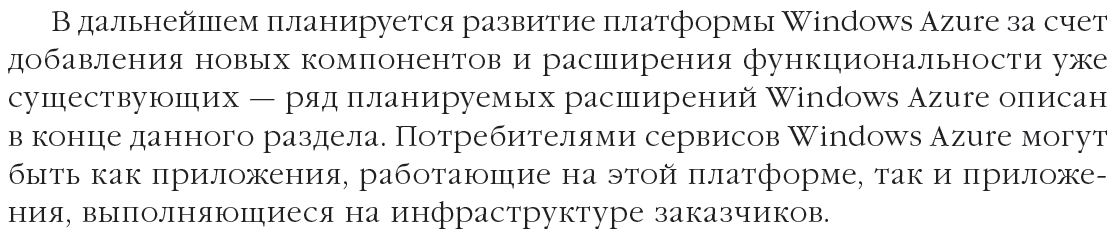 В дальнейшем планируется развитие платформы Windows Azure за счет
добавления новых компонентов и расширения функциональности уже
существующих — ряд планируемых расширений Windows Azure описан
в конце данного раздела. Потребителями сервисов Windows Azure могут
быть как приложения, работающие на этой платформе, так и приложе-
ния, выполняющиеся на инфраструктуре заказчиков.